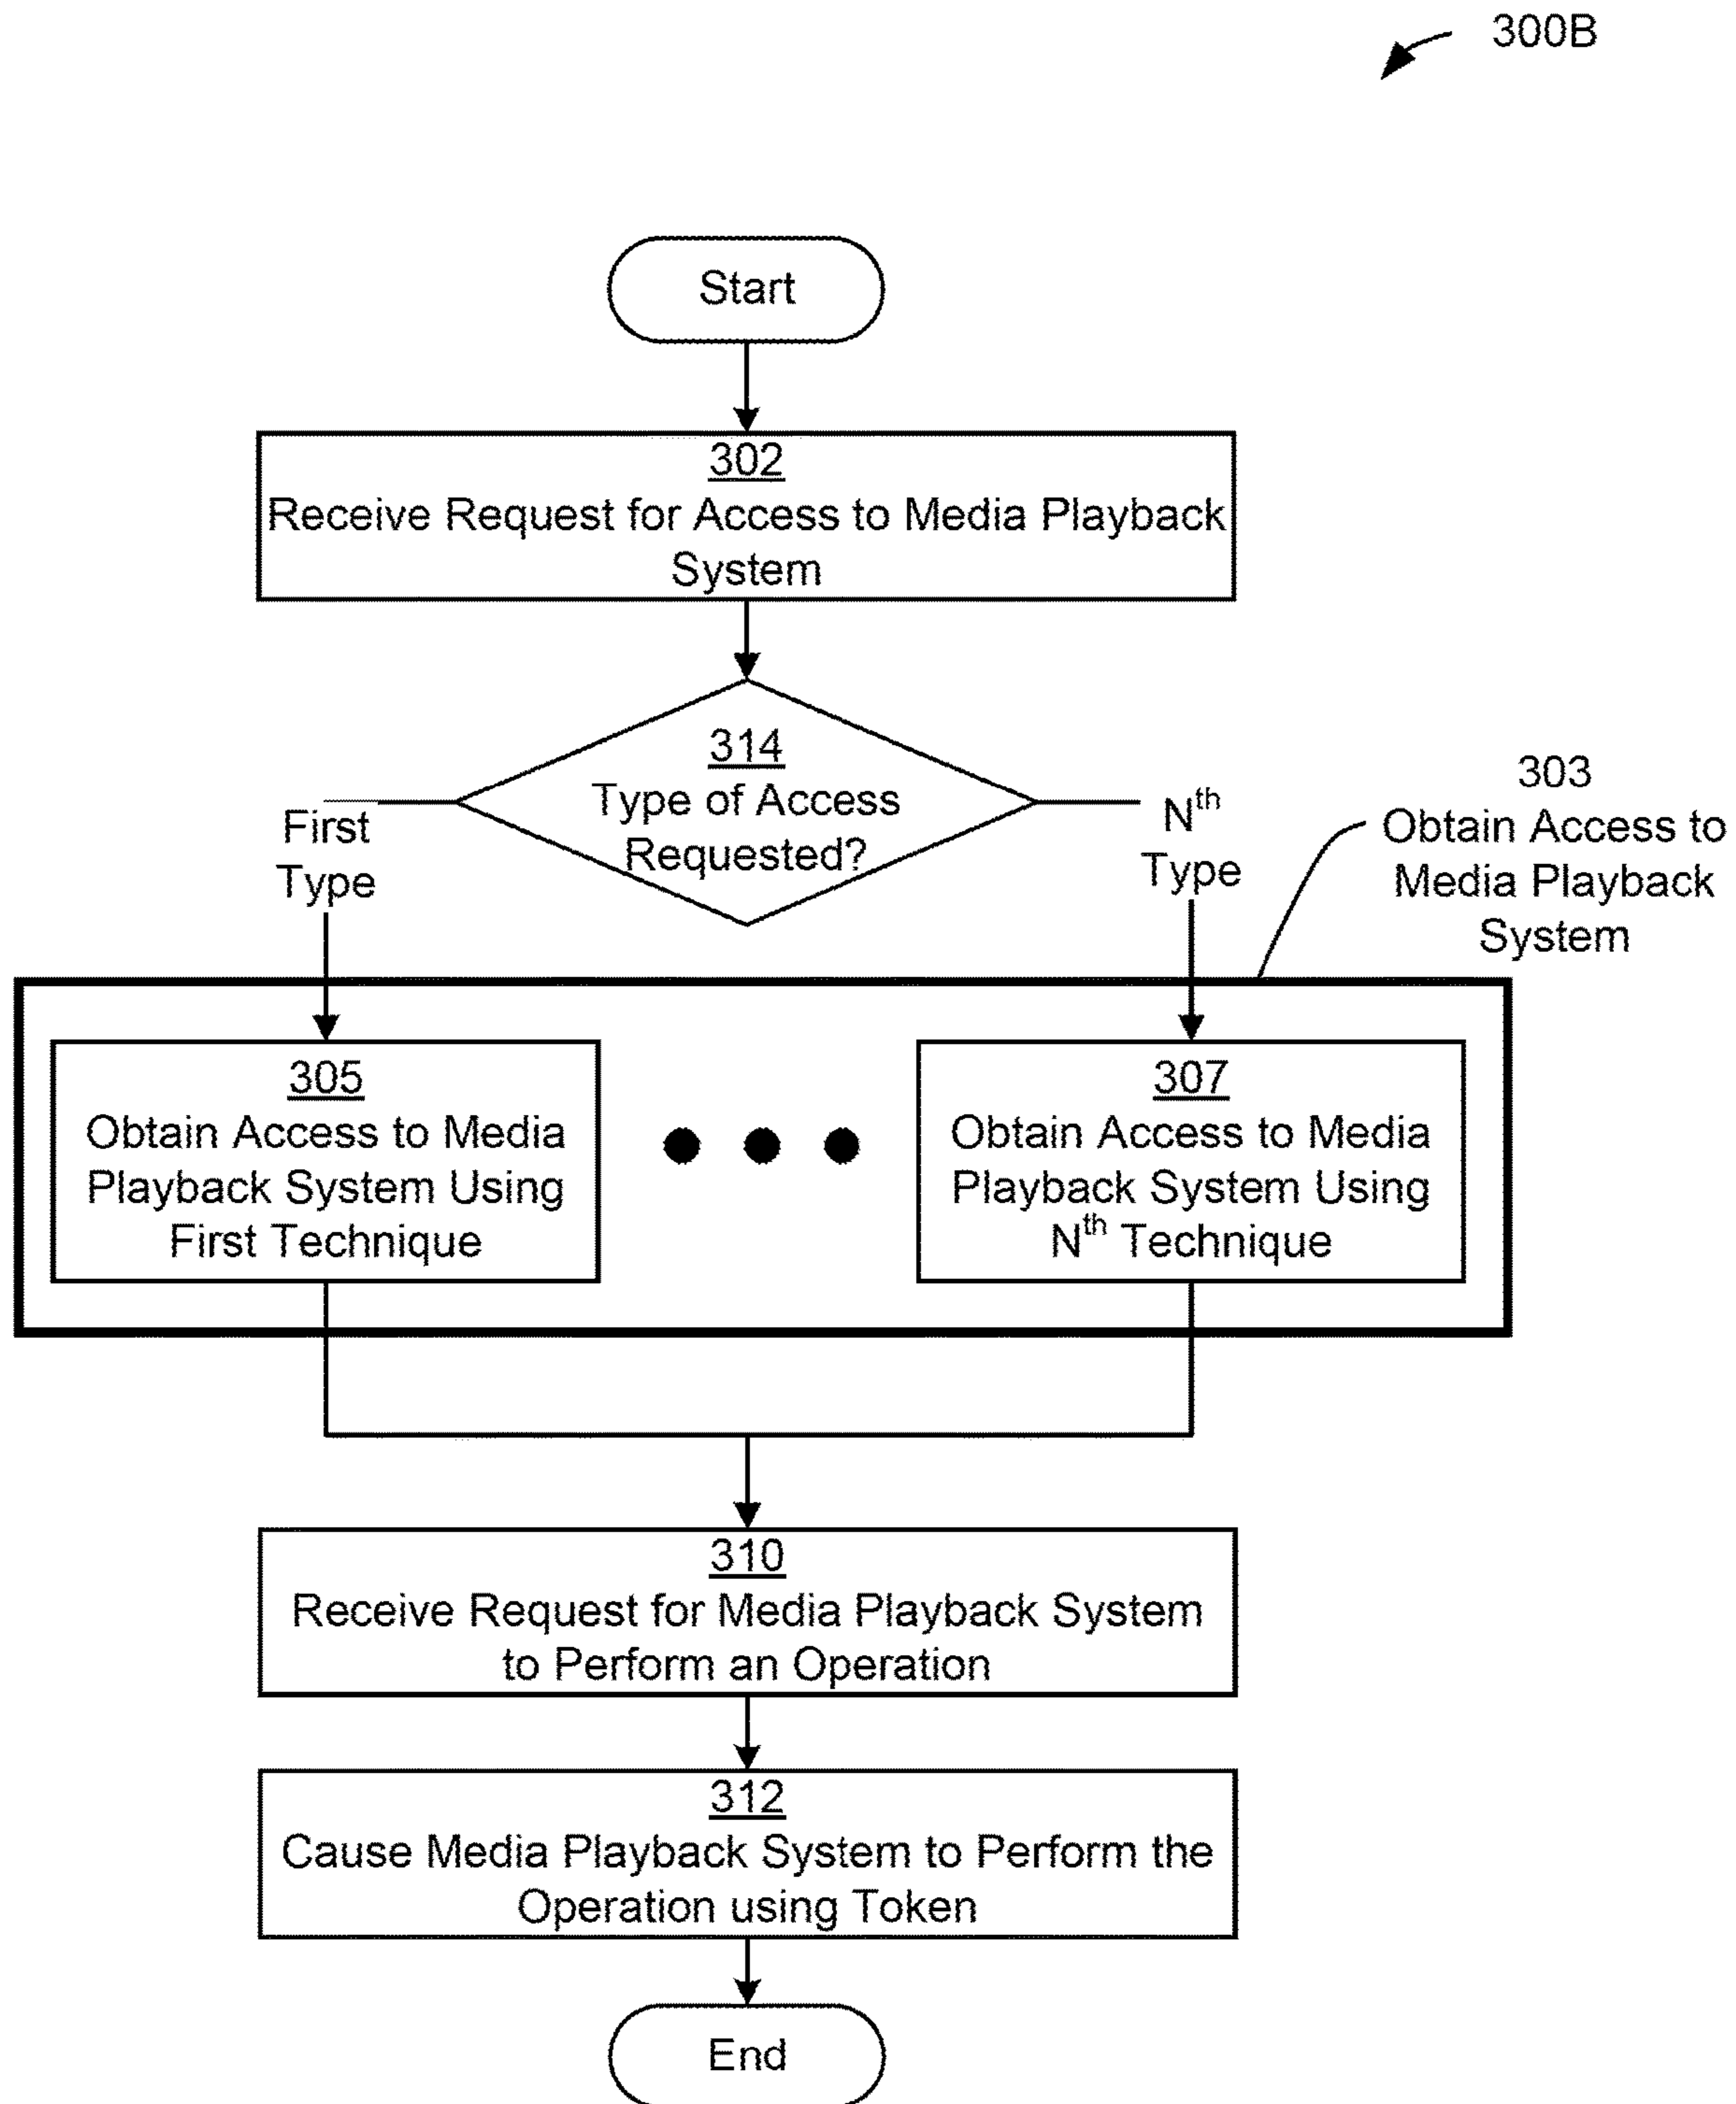 300B
Start
302
Receive Request for Access to Media Playback
System
314
Type of Access
Requested?
First
Type
Nth
Type
303
Obtain Access to
Media Playback
System
305
Obtain Access to Media
Playback System Using
First Technique
307
Obtain Access to Media
Playback System Using
Nth Technique
310
Receive Request for Media Playback System
to Perform an Operation
312
Cause Media Playback System to Perform the
Operation using Token
End